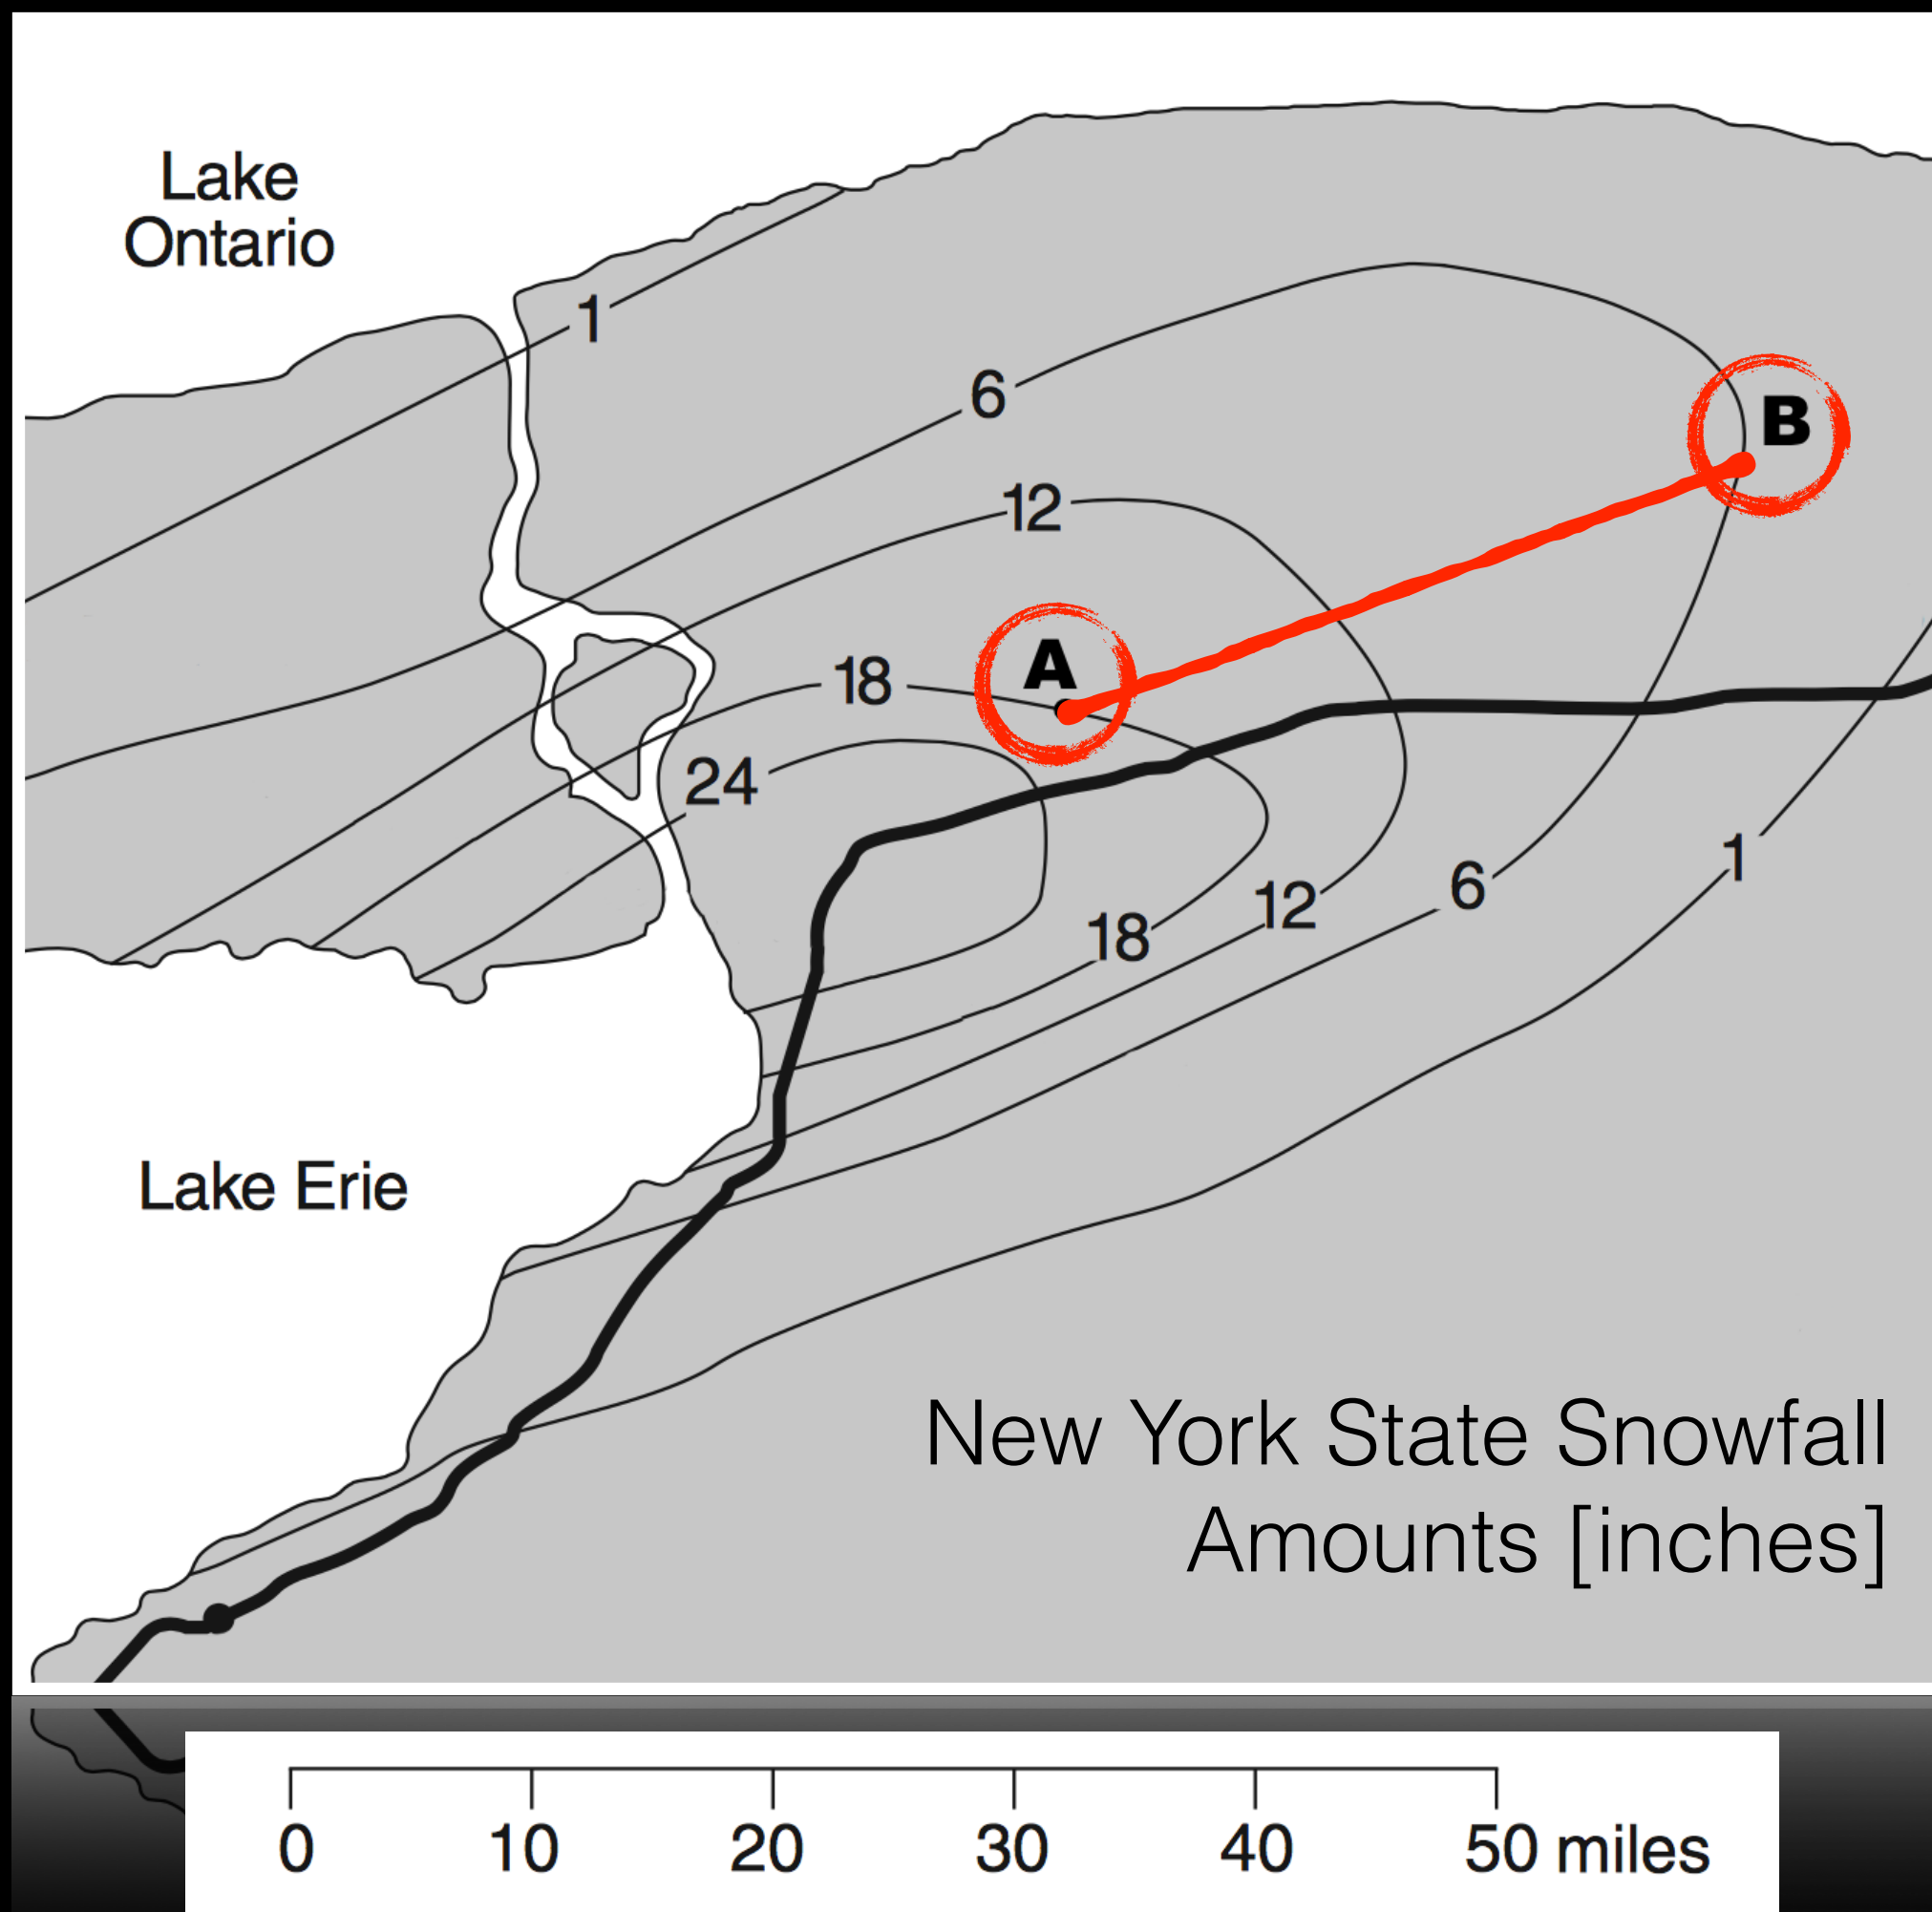 Lake
Ontario
1
6
B
12
A
18
24
1
6
12
18
Lake Erie
New York State Snowfall
Amounts [inches]
0 10 20 30 40 50 miles